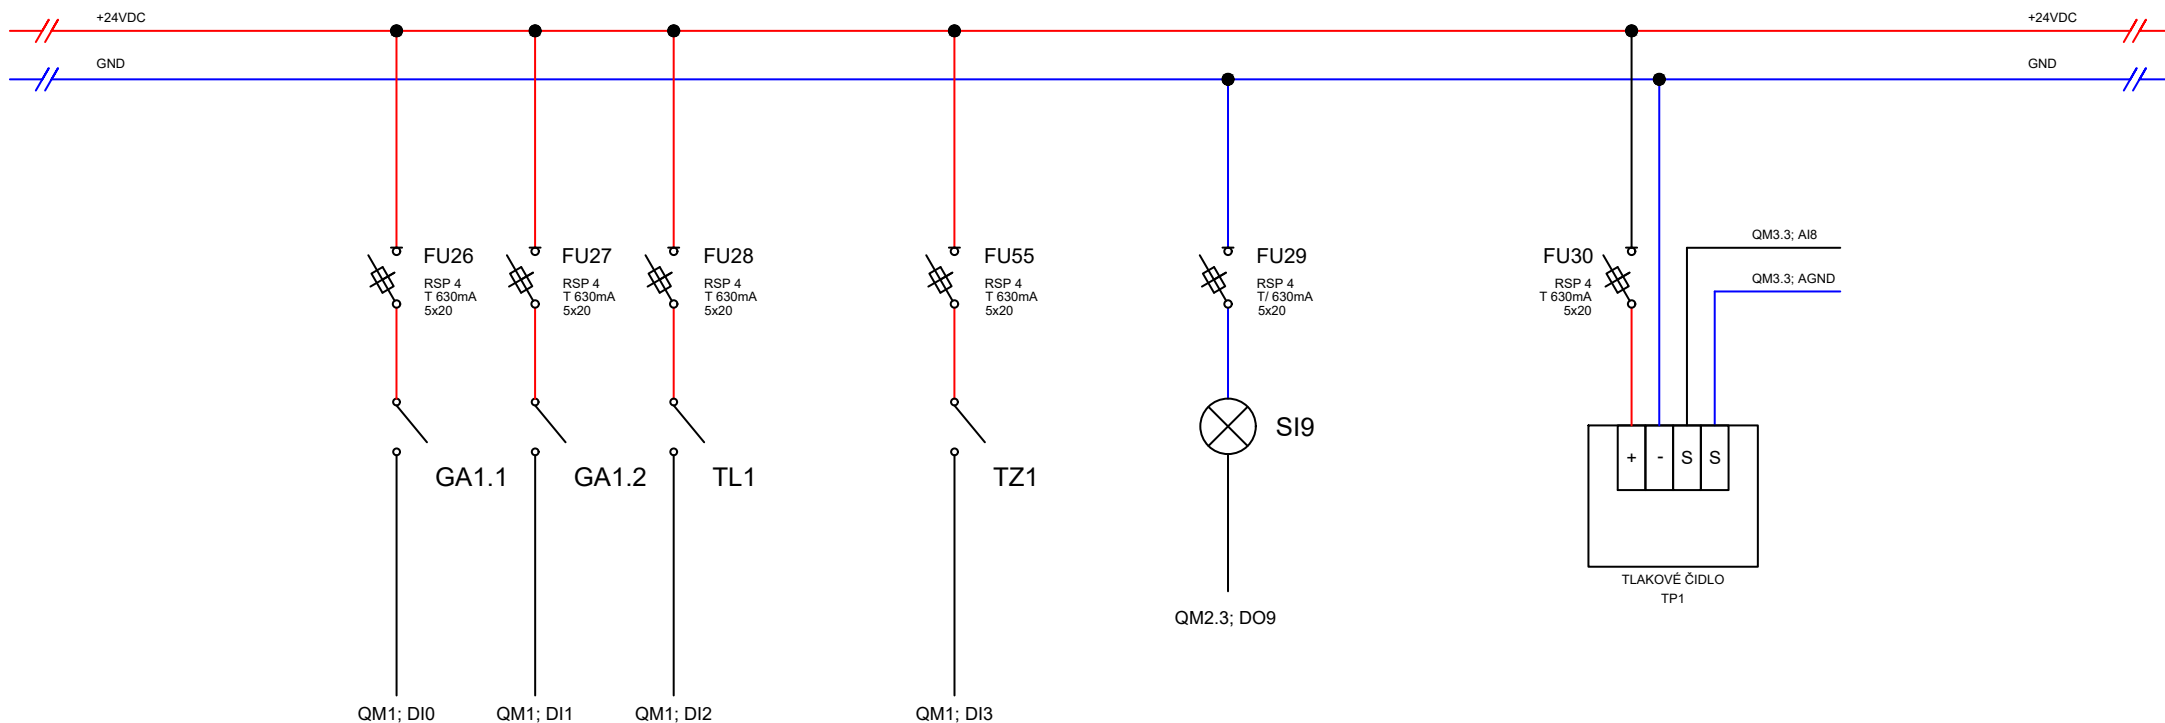 +24VDC
+24VDC
GND
GND
FU26
RSP 4
T 630mA
5x20
FU27
RSP 4
T 630mA
5x20
FU28
RSP 4
T 630mA
5x20
FU55
RSP 4
T 630mA
5x20
FU29
RSP 4
T/ 630mA
5x20
FU30
RSP 4
T 630mA
5x20
QM3.3; AI8
QM3.3; AGND
GA1.1
GA1.2
TL1
TZ1
SI9
+ - S S
TLAKOVÉ ČIDLO
TP1
QM2.3; DO9
QM1; DI0
QM1; DI1
QM1; DI2
QM1; DI3